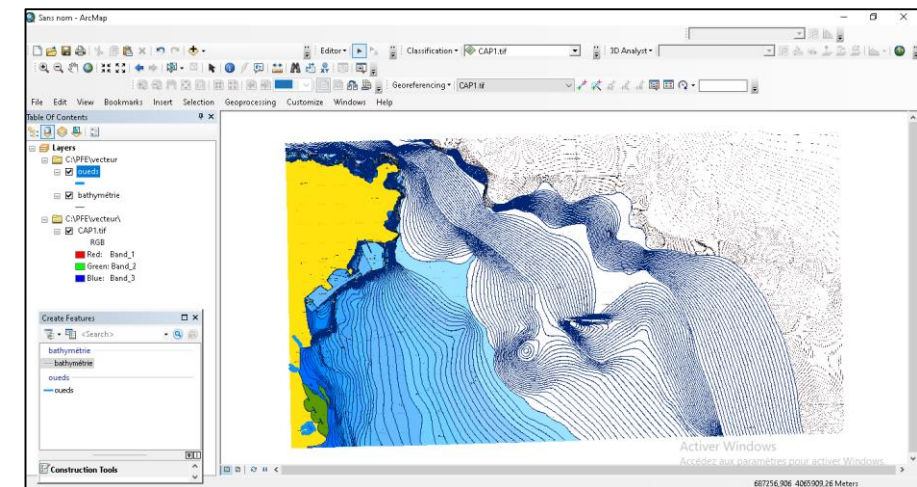 Sans nom - ArcMap
Editor
Classification CAP1.tif
3D Analyst
Georeferencing CAP1.tif
File Edit View Bookmarks Insert Selection Geoprocessing Customize Windows Help
Table Of Contents
Layers
C:\PFE\vecteur
oueds
bathymétrie
C:\PFE\vecteur\
CAP1.tif
RGB
Red: Band_1
Green: Band_2
Blue: Band_3
Create Features
<Search>
bathymétrie
bathymétrie
oueds
oueds
Construction Tools
Activer Windows
Accédez aux paramètres pour activer Windows.
687256,906 4065909,26 Meters